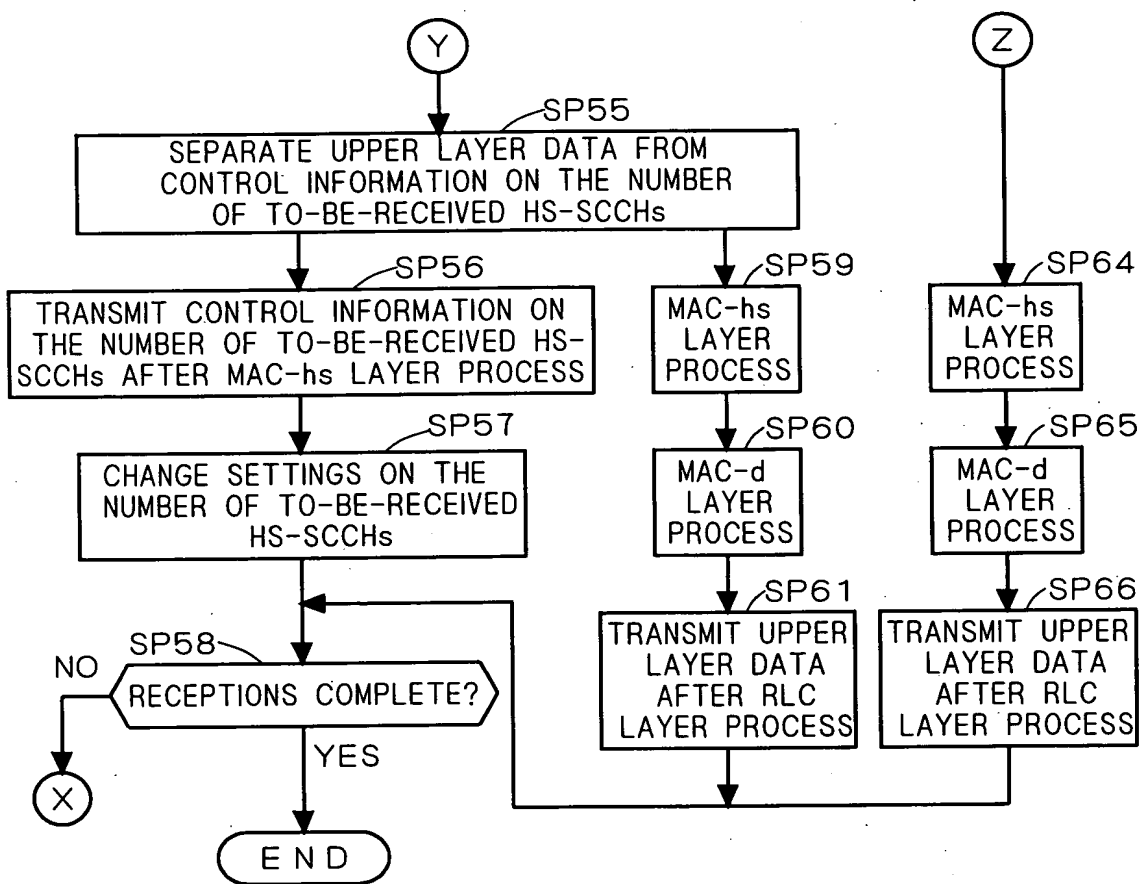 Y
Z
SP55
SEPARATE UPPER LAYER DATA FROM
CONTROL INFORMATION ON THE NUMBER
OF TO-BE-RECEIVED HS-SCCHs
SP56
TRANSMIT CONTROL INFORMATION ON
THE NUMBER OF TO-BE-RECEIVED HS-
SCCHs AFTER MAC-hs LAYER PROCESS
SP59
MAC-hs
LAYER
PROCESS
SP64
MAC-hs
LAYER
PROCESS
SP57
CHANGE SETTINGS ON THE
NUMBER OF TO-BE-RECEIVED
HS-SCCHs
SP60
MAC-d
LAYER
PROCESS
SP65
MAC-d
LAYER
PROCESS
SP61
TRANSMIT UPPER
LAYER DATA
AFTER RLC
LAYER PROCESS
SP66
TRANSMIT UPPER
LAYER DATA
AFTER RLC
LAYER PROCESS
SP58
RECEPTIONS COMPLETE?
NO
YES
X
END